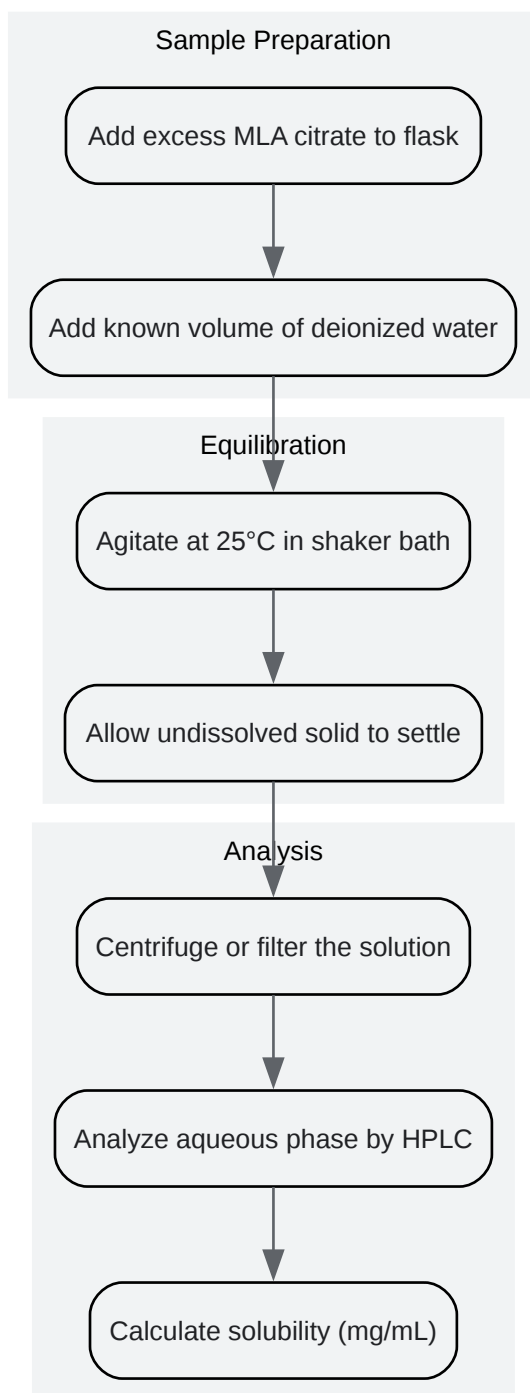 Sample Preparation
Add excess MLA citrate to flask
Add known volume of deionized water
Equilibration
Agitate at 25°C in shaker bath
Allow undissolved solid to settle
Analysis
Centrifuge or filter the solution
Analyze aqueous phase by HPLC
Calculate solubility (mg/mL)